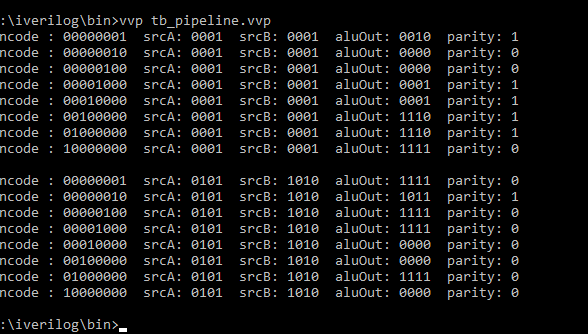 :\iverilog\bin>vvp tb_pipeline.vvp
ncode : 00000001  srcA: 0001  srcB: 0001  aluOut: 0010  parity: 1
ncode : 00000010  srcA: 0001  srcB: 0001  aluOut: 0000  parity: 0
ncode : 00000100  srcA: 0001  srcB: 0001  aluOut: 0000  parity: 0
ncode : 00001000  srcA: 0001  srcB: 0001  aluOut: 0001  parity: 1
ncode : 00010000  srcA: 0001  srcB: 0001  aluOut: 0001  parity: 1
ncode : 00100000  srcA: 0001  srcB: 0001  aluOut: 1110  parity: 1
ncode : 01000000  srcA: 0001  srcB: 0001  aluOut: 1110  parity: 1
ncode : 10000000  srcA: 0001  srcB: 0001  aluOut: 1111  parity: 0
ncode : 00000001  srcA: 0101  srcB: 1010  aluOut: 1111  parity: 0
ncode : 00000010  srcA: 0101  srcB: 1010  aluOut: 1011  parity: 1
ncode : 00000100  srcA: 0101  srcB: 1010  aluOut: 1111  parity: 0
ncode : 00001000  srcA: 0101  srcB: 1010  aluOut: 1111  parity: 0
ncode : 00010000  srcA: 0101  srcB: 1010  aluOut: 0000  parity: 0
ncode : 00100000  srcA: 0101  srcB: 1010  aluOut: 0000  parity: 0
ncode : 01000000  srcA: 0101  srcB: 1010  aluOut: 1111  parity: 0
ncode : 10000000  srcA: 0101  srcB: 1010  aluOut: 0000  parity: 0
:\iverilog\bin>